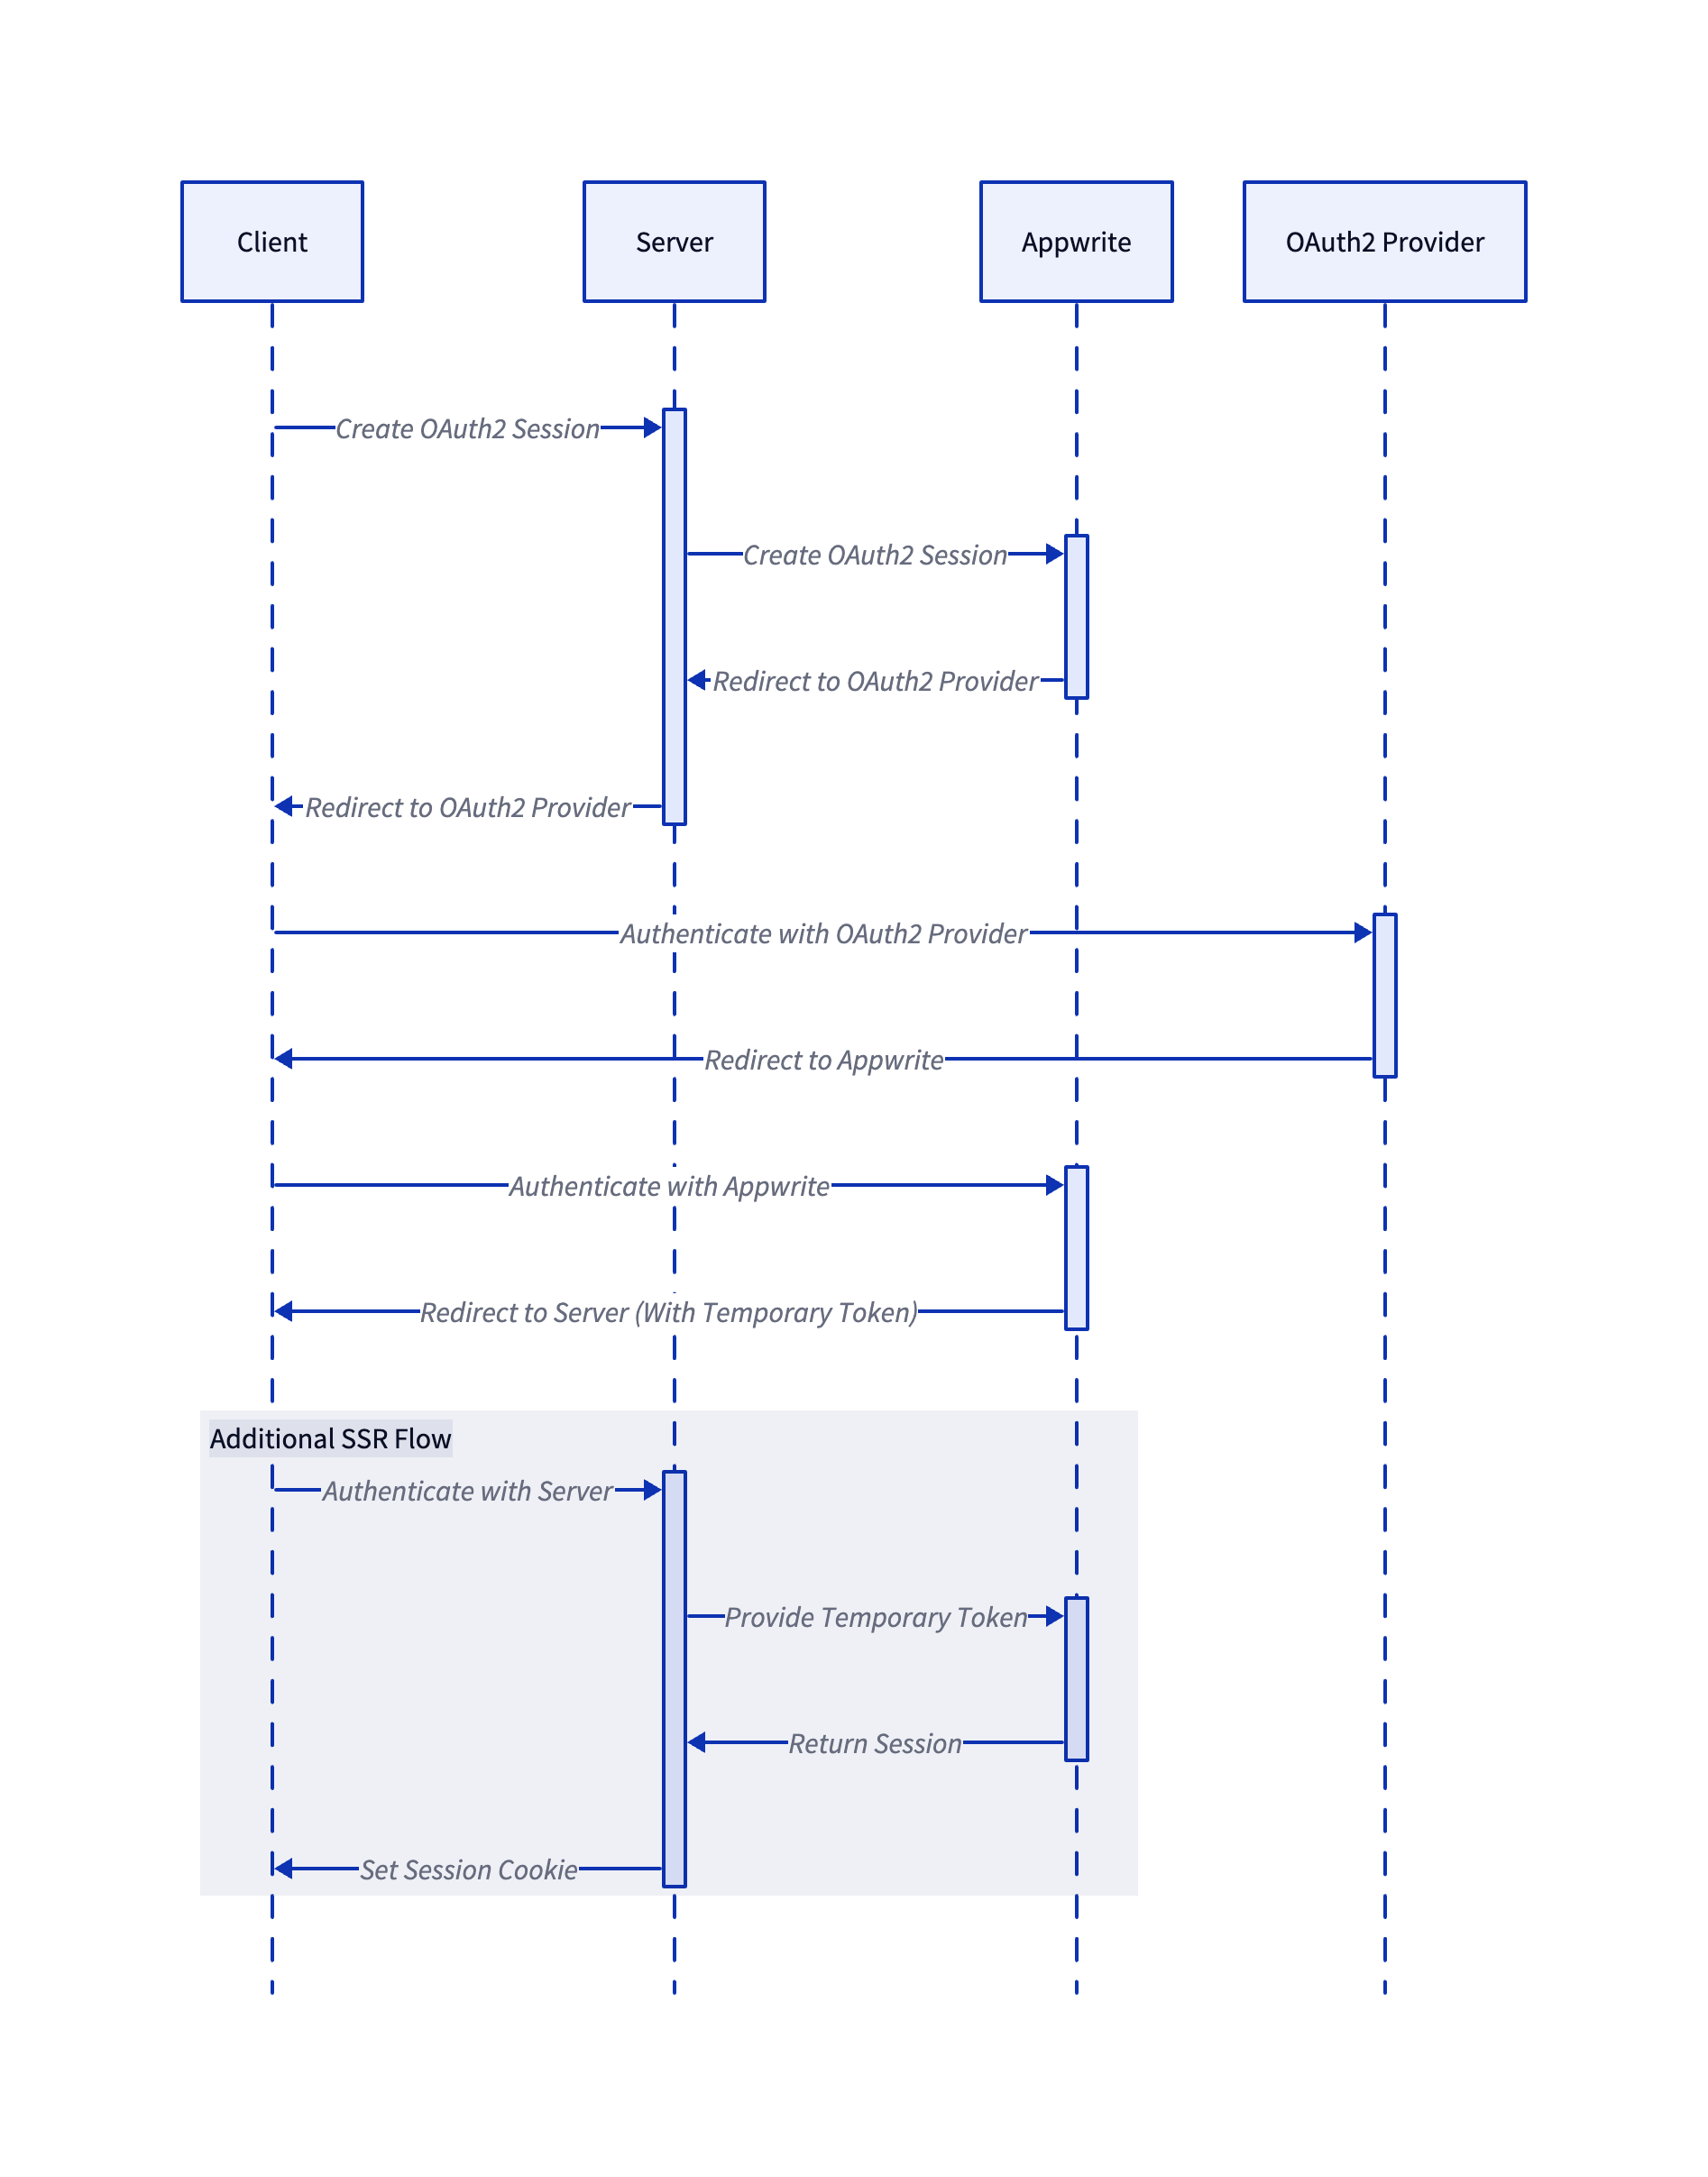 Client
Server
Appwrite
OAuth2 Provider
Create OAuth2 Session
Create OAuth2 Session
Redirect to OAuth2 Provider
Redirect to OAuth2 Provider
Authenticate with OAuth2 Provider
Redirect to Appwrite
Authenticate with Appwrite
Redirect to Server (With Temporary Token)
Additional SSR Flow
Authenticate with Server
Provide Temporary Token
Return Session
Set Session Cookie